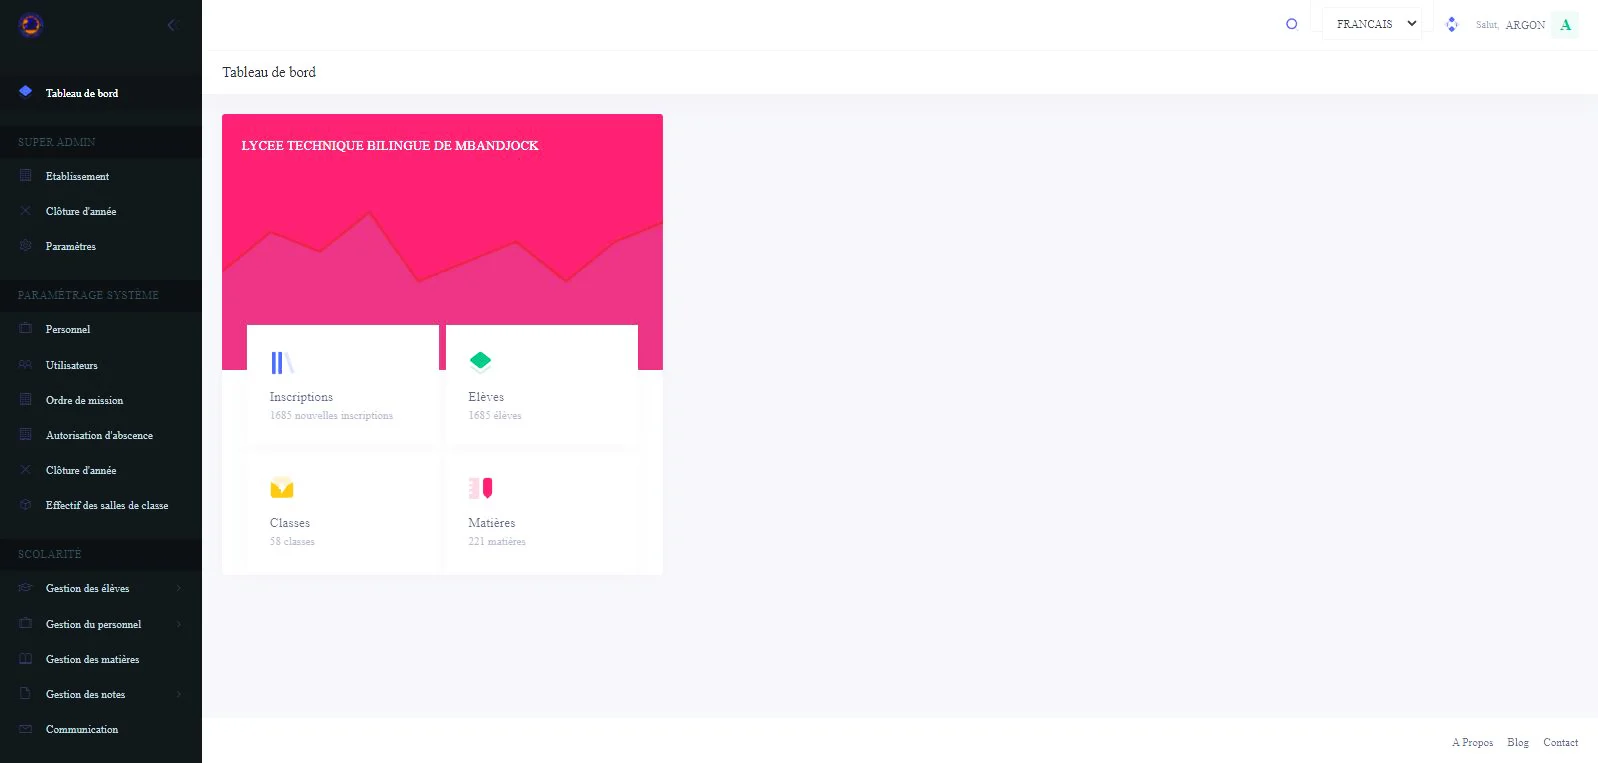 FRANCAIS
Salut, ARGON A
Tableau de bord
Tableau de bord
SUPER ADMIN
Etablissement
Clôture d'année
Paramètres
PARAMÉTRAGE SYSTÈME
Personnel
Utilisateurs
Ordre de mission
Autorisation d'abscence
Clôture d'année
Effectif des salles de classe
SCOLARITÉ
Gestion des élèves
Gestion du personnel
Gestion des matières
Gestion des notes
Communication
LYCEE TECHNIQUE BILINGUE DE MBANDJOCK
Inscriptions
1685 nouvelles inscriptions
Elèves
1685 élèves
Classes
58 classes
Matières
221 matières
A Propos Blog Contact